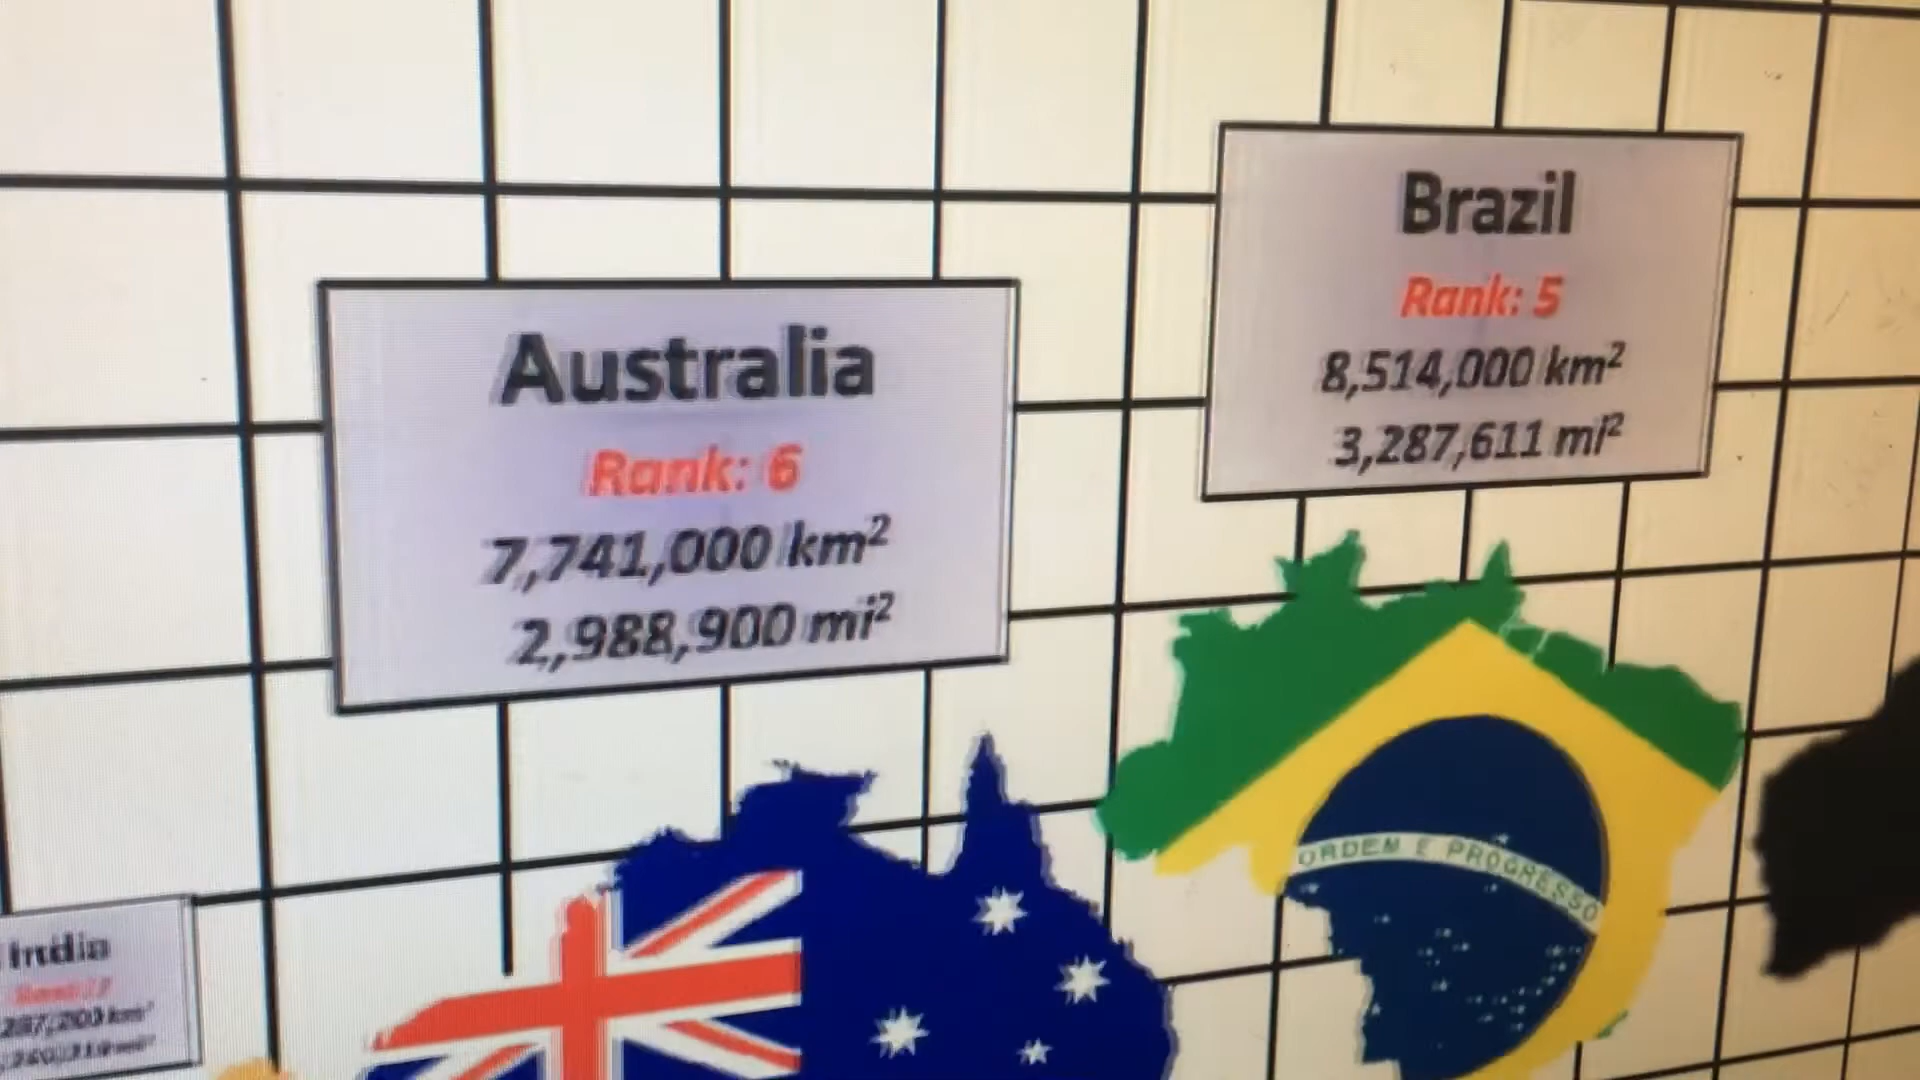 Brazil
Rank: 5
8,514,000 km²
3,287,611 mi²
Australia
Rank: 6
7,741,000 km²
2,988,900 mi²
ORDEM E PROGRESSO
India